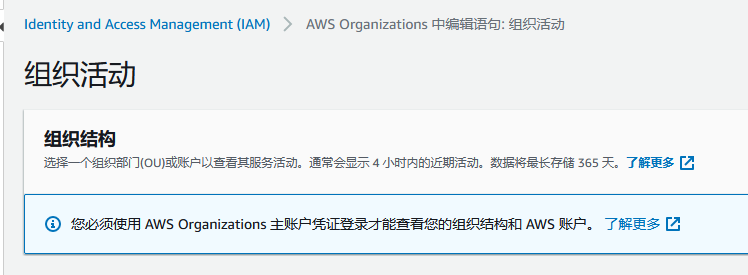 Identity and Access Management (IAM) > AWS Organizations 中编辑语句: 组织活动
组织活动
组织结构
选择一个组织部门(OU)或账户以查看其服务活动。通常会显示 4 小时内的近期活动。数据将最长存储 365 天。了解更多
您必须使用 AWS Organizations 主账户凭证登录才能查看您的组织结构和 AWS 账户。 了解更多